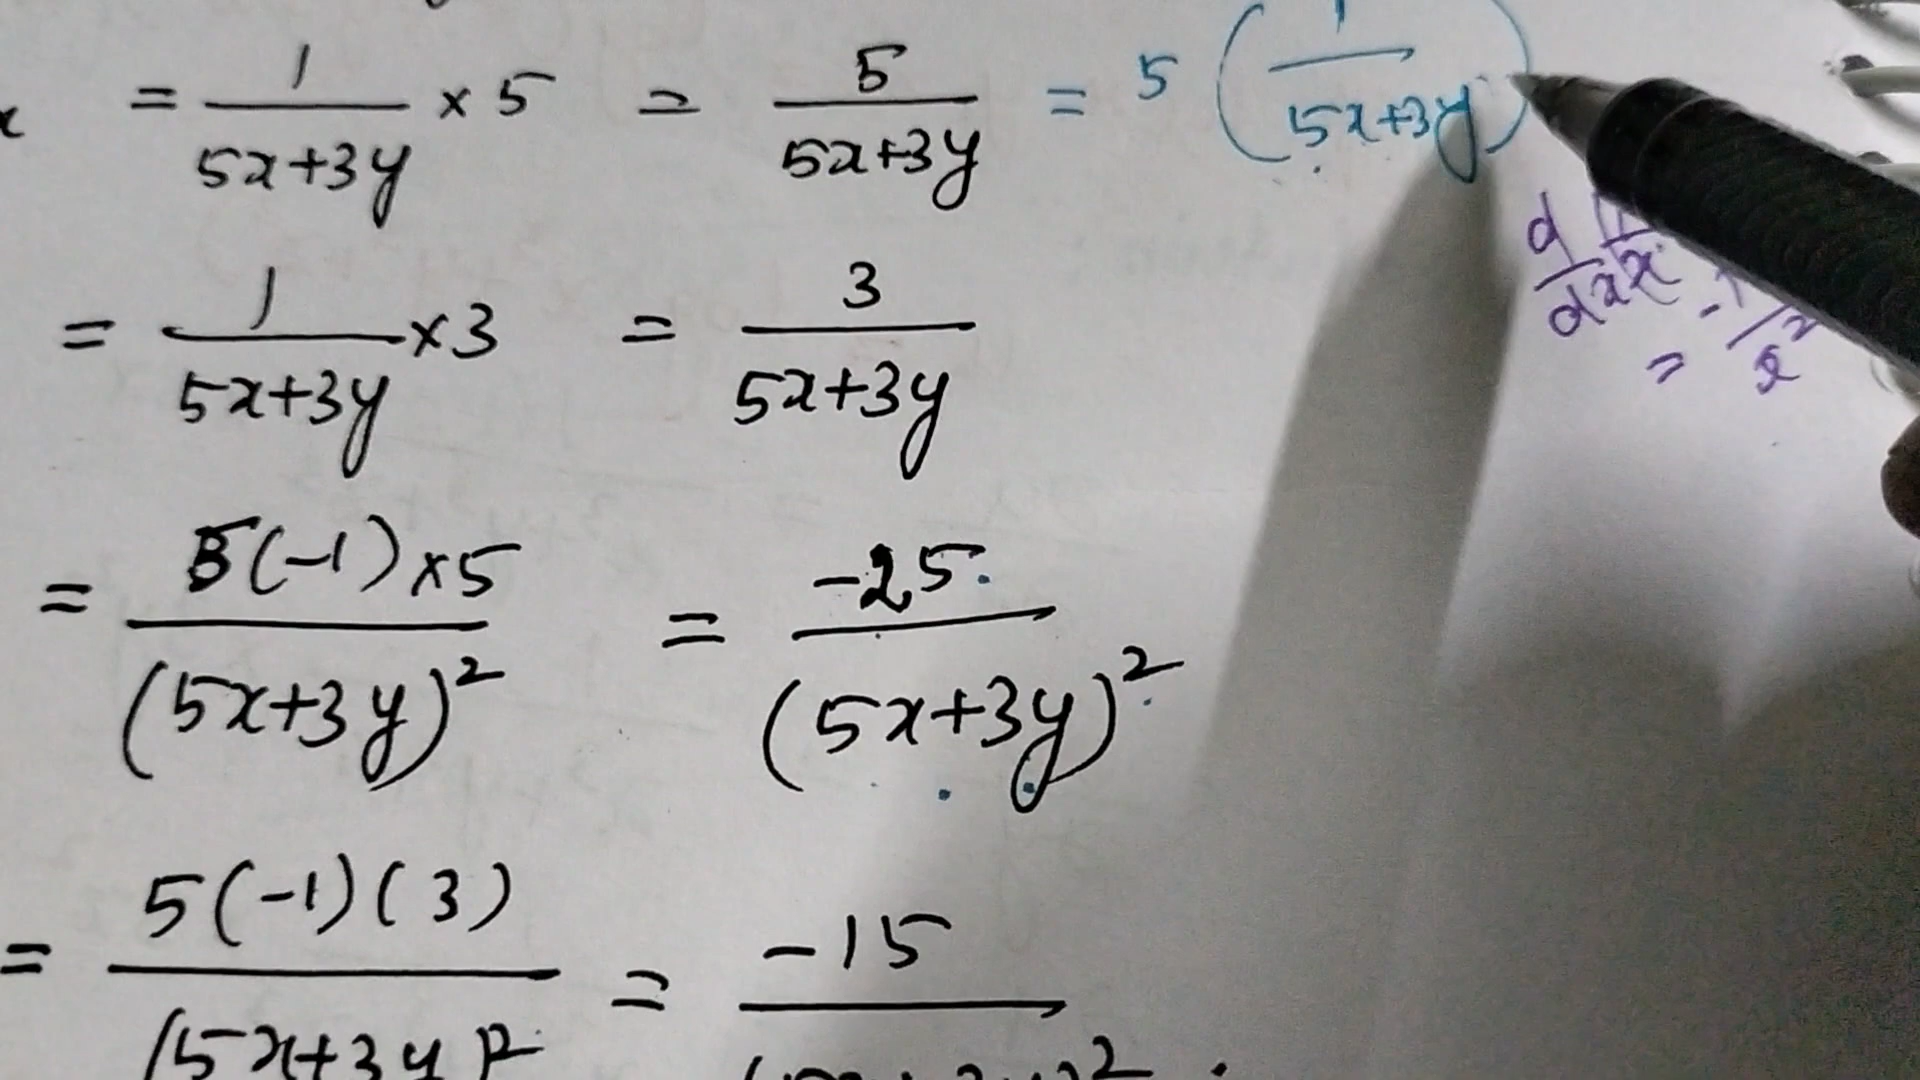 x = 1/(5x+3y) × 5 = 5/(5x+3y) = 5 (1/(5x+3y))
= 1/(5x+3y) × 3 = 3/(5x+3y)
= 5(-1) × 5/(5x+3y)² = -25/(5x+3y)²
= 5(-1)(3)/(5x+3y)² = -15
d/dx
=